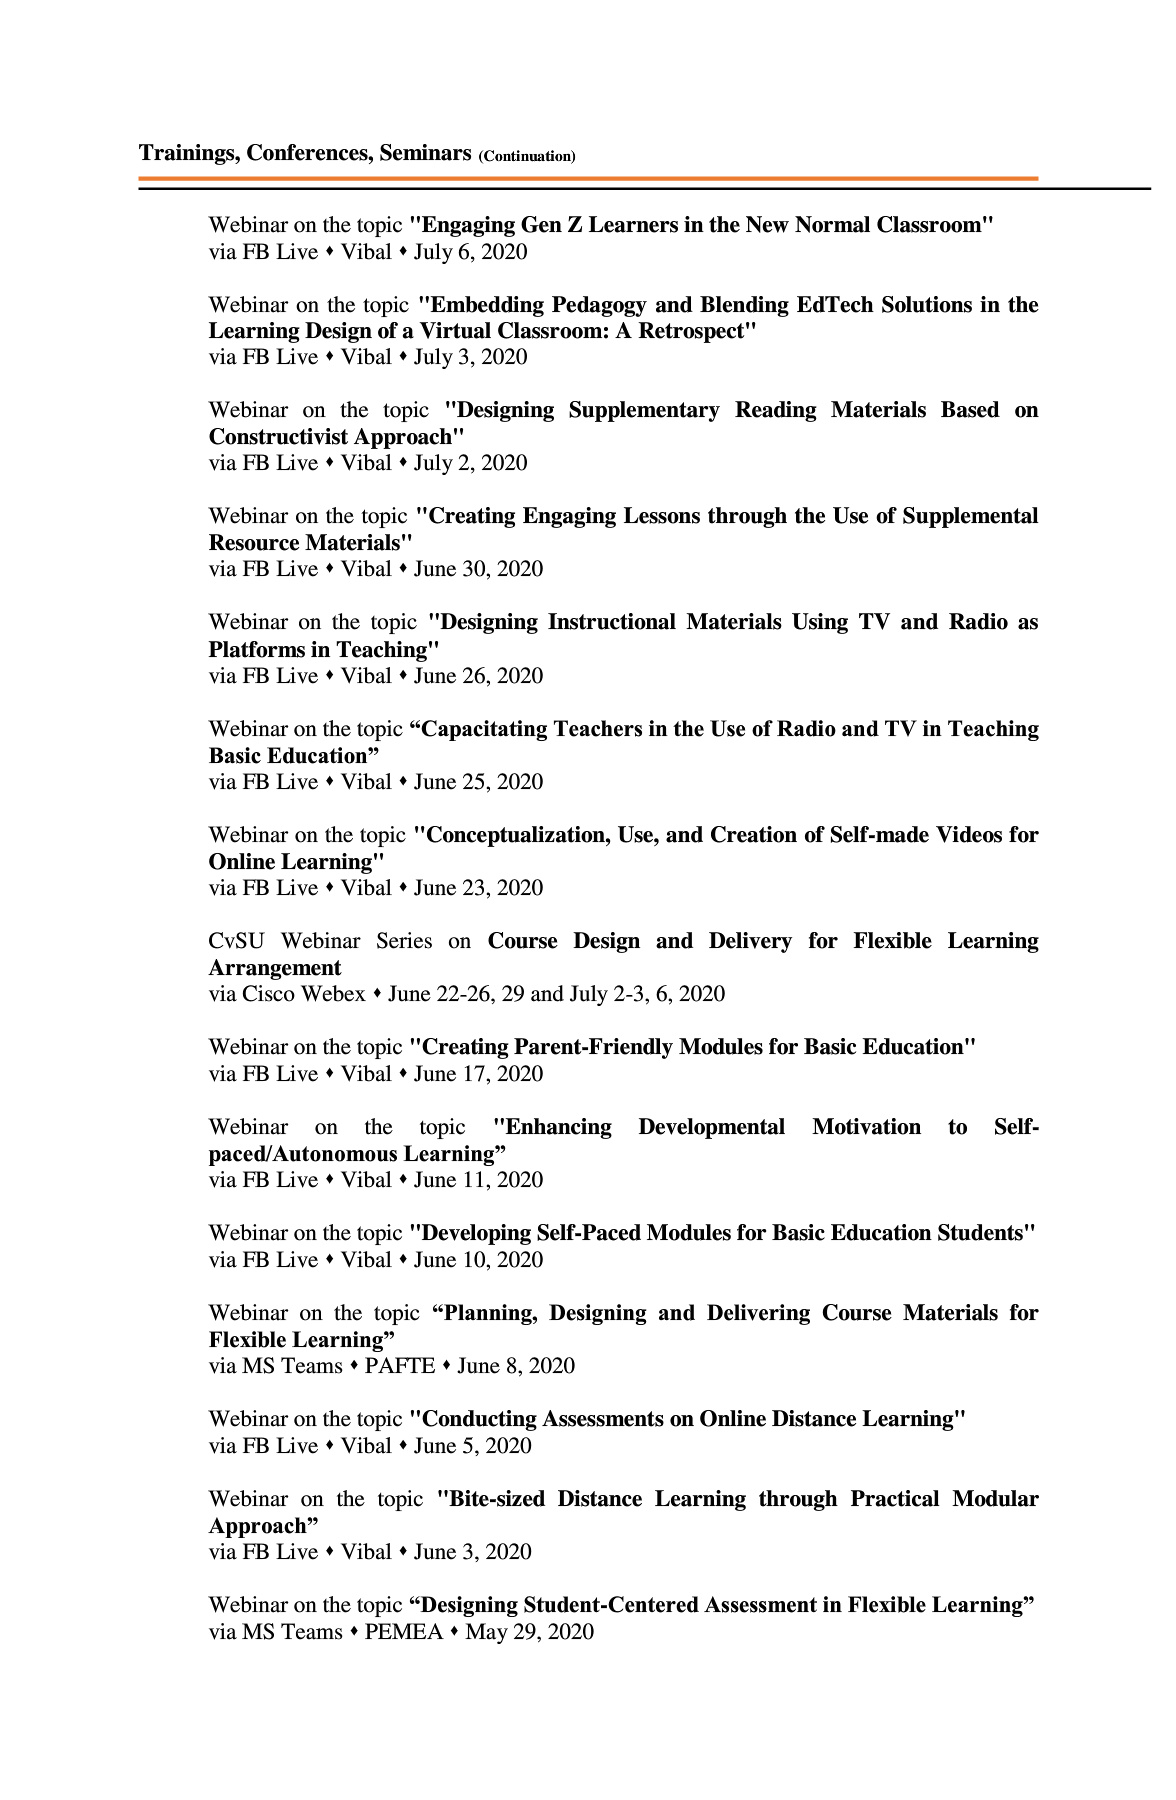 Trainings, Conferences, Seminars (Continuation)
Webinar on the topic "Engaging Gen Z Learners in the New Normal Classroom"
via FB Live ♦ Vibal ♦ July 6, 2020
Webinar on the topic "Embedding Pedagogy and Blending EdTech Solutions in the
Learning Design of a Virtual Classroom: A Retrospect"
via FB Live ♦ Vibal ♦ July 3, 2020
Webinar on the topic "Designing Supplementary Reading Materials Based on
Constructivist Approach"
via FB Live ♦ Vibal ♦ July 2, 2020
Webinar on the topic "Creating Engaging Lessons through the Use of Supplemental
Resource Materials"
via FB Live ♦ Vibal ♦ June 30, 2020
Webinar on the topic "Designing Instructional Materials Using TV and Radio as
Platforms in Teaching"
via FB Live ♦ Vibal ♦ June 26, 2020
Webinar on the topic “Capacitating Teachers in the Use of Radio and TV in Teaching
Basic Education”
via FB Live ♦ Vibal ♦ June 25, 2020
Webinar on the topic "Conceptualization, Use, and Creation of Self-made Videos for
Online Learning"
via FB Live ♦ Vibal ♦ June 23, 2020
CvSU Webinar Series on Course Design and Delivery for Flexible Learning
Arrangement
via Cisco Webex ♦ June 22-26, 29 and July 2-3, 6, 2020
Webinar on the topic "Creating Parent-Friendly Modules for Basic Education"
via FB Live ♦ Vibal ♦ June 17, 2020
Webinar on the topic "Enhancing Developmental Motivation to Self-
paced/Autonomous Learning”
via FB Live ♦ Vibal ♦ June 11, 2020
Webinar on the topic "Developing Self-Paced Modules for Basic Education Students"
via FB Live ♦ Vibal ♦ June 10, 2020
Webinar on the topic “Planning, Designing and Delivering Course Materials for
Flexible Learning”
via MS Teams ♦ PAFTE ♦ June 8, 2020
Webinar on the topic "Conducting Assessments on Online Distance Learning"
via FB Live ♦ Vibal ♦ June 5, 2020
Webinar on the topic "Bite-sized Distance Learning through Practical Modular
Approach”
via FB Live ♦ Vibal ♦ June 3, 2020
Webinar on the topic “Designing Student-Centered Assessment in Flexible Learning”
via MS Teams ♦ PEMEA ♦ May 29, 2020